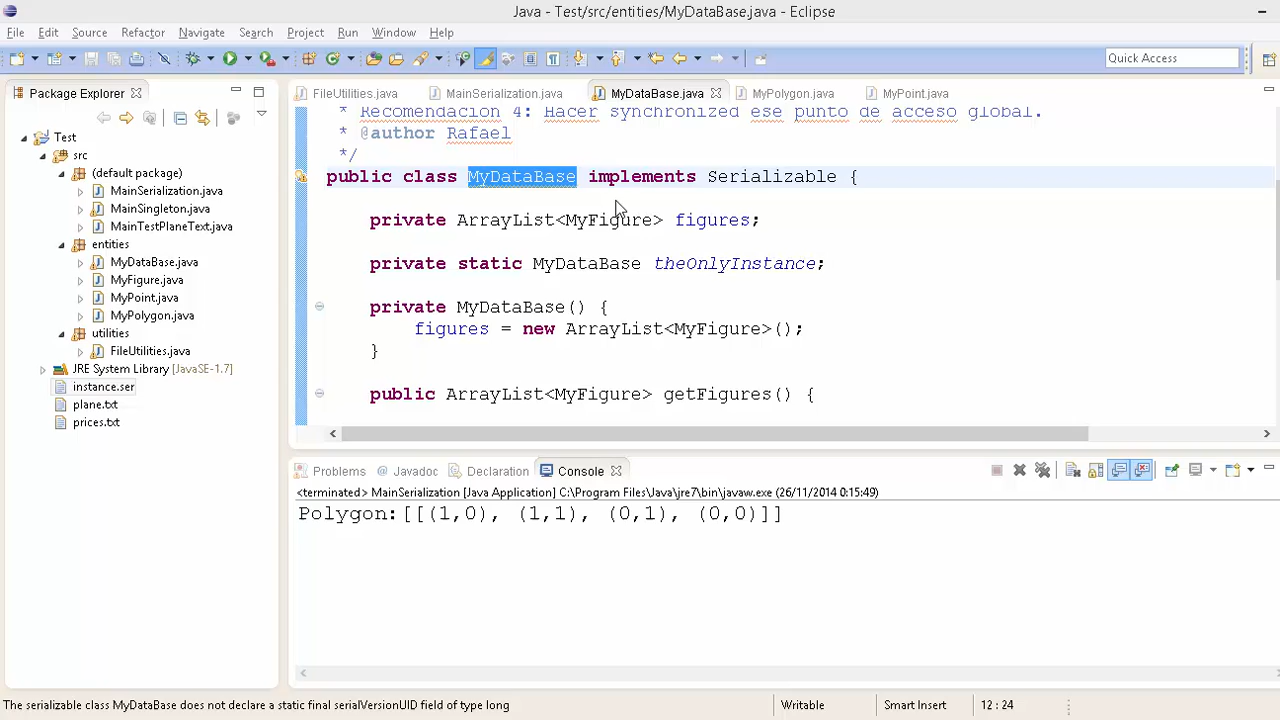 Java - Test/src/entities/MyDataBase.java - Eclipse
File Edit Source Refactor Navigate Search Project Run Window Help
Quick Access
Package Explorer
FileUtilities.java MainSerialization.java MyDataBase.java MyPolygon.java MyPoint.java
Test
src
(default package)
MainSerialization.java
MainSingleton.java
MainTestPlaneText.java
entities
MyDataBase.java
MyFigure.java
MyPoint.java
MyPolygon.java
utilities
FileUtilities.java
JRE System Library [JavaSE-1.7]
instance.ser
plane.txt
prices.txt
* Recomendacion 4: Hacer synchronized ese punto de acceso global.
* @author Rafael
*/
public class MyDataBase implements Serializable {
private ArrayList<MyFigure> figures;
private static MyDataBase theOnlyInstance;
private MyDataBase() {
figures = new ArrayList<MyFigure>();
}
public ArrayList<MyFigure> getFigures() {
Problems Javadoc Declaration Console
<terminated> MainSerialization [Java Application] C:\Program Files\Java\jre7\bin\javaw.exe (26/11/2014 0:15:49)
Polygon:[[(1,0), (1,1), (0,1), (0,0)]]
The serializable class MyDataBase does not declare a static final serialVersionUID field of type long
Writable
Smart Insert
12 : 24